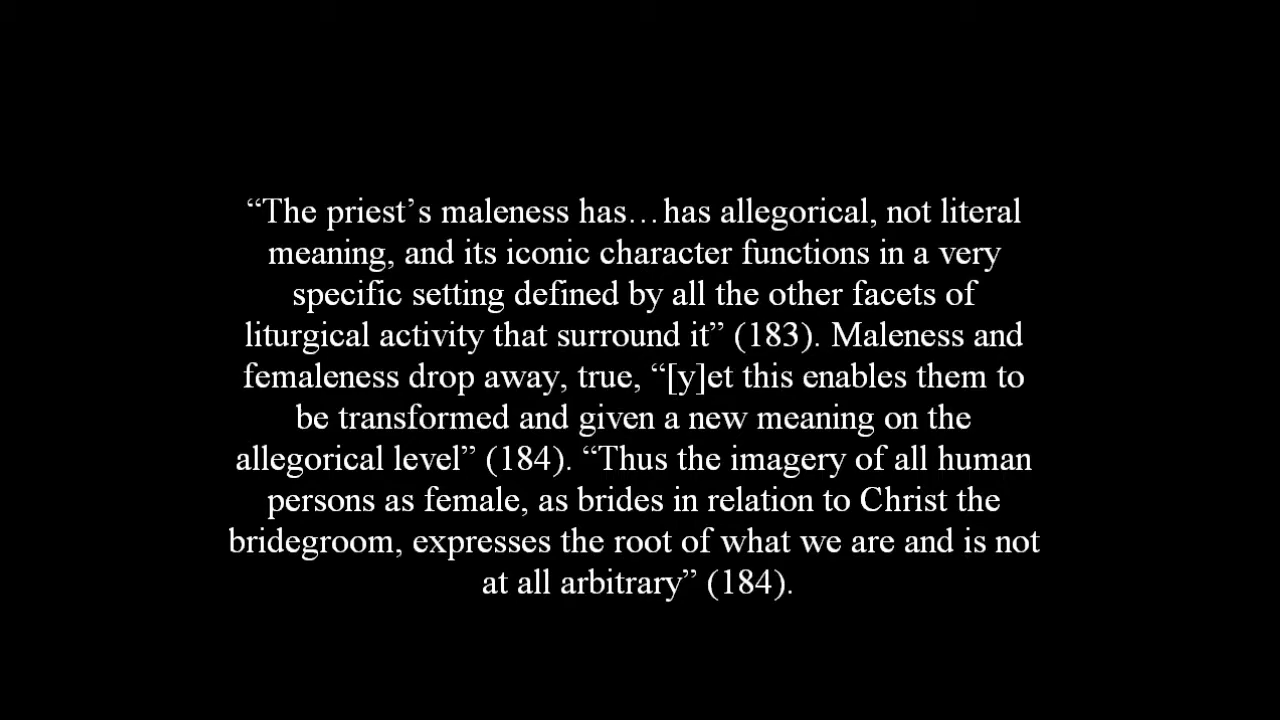 “The priest’s maleness has…has allegorical, not literal
meaning, and its iconic character functions in a very
specific setting defined by all the other facets of
liturgical activity that surround it” (183). Maleness and
femaleness drop away, true, “[y]et this enables them to
be transformed and given a new meaning on the
allegorical level” (184). “Thus the imagery of all human
persons as female, as brides in relation to Christ the
bridegroom, expresses the root of what we are and is not
at all arbitrary” (184).